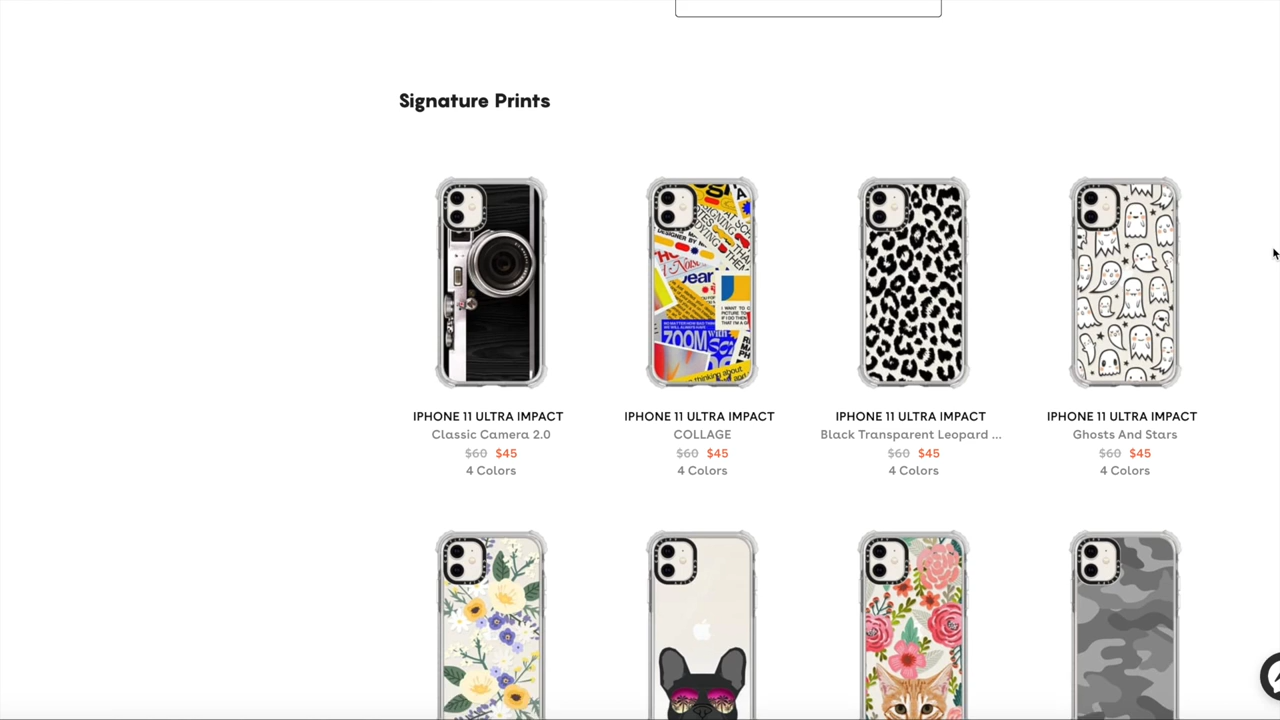 Signature Prints
IPHONE 11 ULTRA IMPACT
Classic Camera 2.0
$60 $45
4 Colors
IPHONE 11 ULTRA IMPACT
COLLAGE
$60 $45
4 Colors
IPHONE 11 ULTRA IMPACT
Black Transparent Leopard ...
$60 $45
4 Colors
IPHONE 11 ULTRA IMPACT
Ghosts And Stars
$60 $45
4 Colors